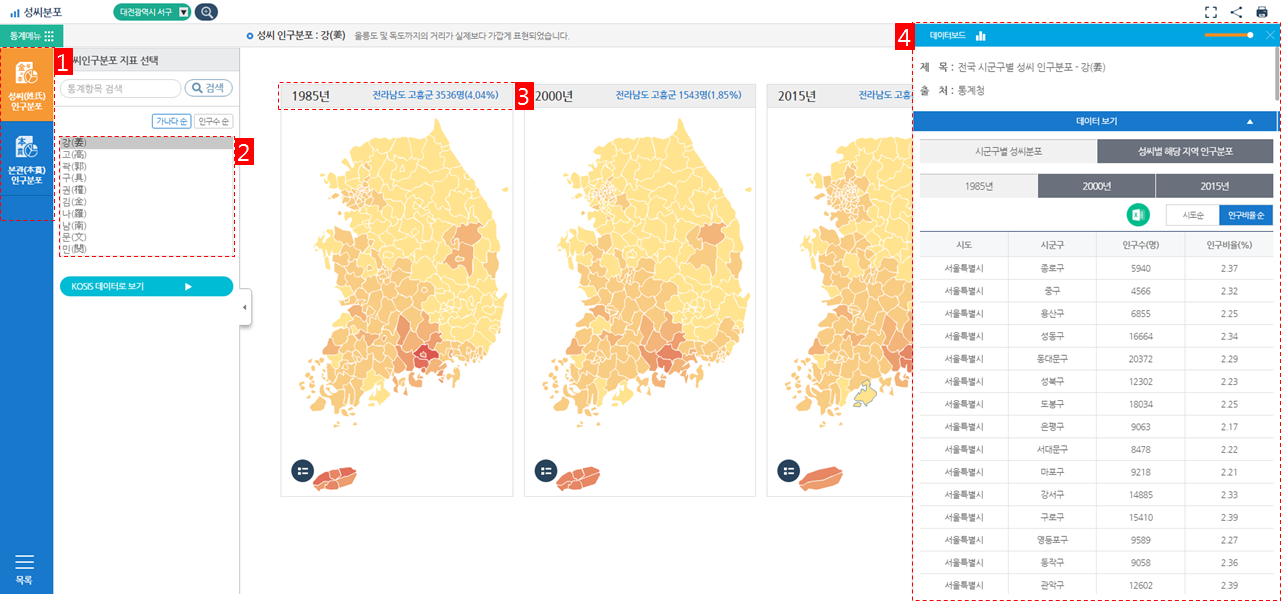 성씨분포
대전광역시 서구
통계메뉴
성씨(姓氏)
인구분포
본관(本貫)
인구분포
목록
1
씨인구분포 지표 선택
통계항목 검색
검색
가나다 순
인구수 순
2
강(姜)
고(高)
곽(郭)
구(具)
권(權)
김(金)
나(羅)
남(南)
문(文)
민(閔)
KOSIS 데이터로 보기
성씨 인구분포 : 강(姜)
울릉도 및 독도까지의 거리가 실제보다 가깝게 표현되었습니다.
1985년
전라남도 고흥군 3536명(4.04%)
3
2000년
전라남도 고흥군 1543명(1.85%)
2015년
전라남도 고흥
4
데이터보드
제 목 : 전국 시군구별 성씨 인구분포 - 강(姜)
출 처 : 통계청
데이터 보기
시군구별 성씨분포
성씨별 해당 지역 인구분포
1985년
2000년
2015년
시도순
인구비율 순
시도 시군구 인구수(명) 인구비율(%)
서울특별시 종로구 5940 2.37
서울특별시 중구 4566 2.32
서울특별시 용산구 6855 2.25
서울특별시 성동구 16664 2.34
서울특별시 동대문구 20372 2.29
서울특별시 성북구 12302 2.23
서울특별시 도봉구 18034 2.25
서울특별시 은평구 9063 2.17
서울특별시 서대문구 8478 2.22
서울특별시 마포구 9218 2.21
서울특별시 강서구 14885 2.33
서울특별시 구로구 15410 2.39
서울특별시 영등포구 9589 2.27
서울특별시 동작구 9058 2.36
서울특별시 관악구 12602 2.39